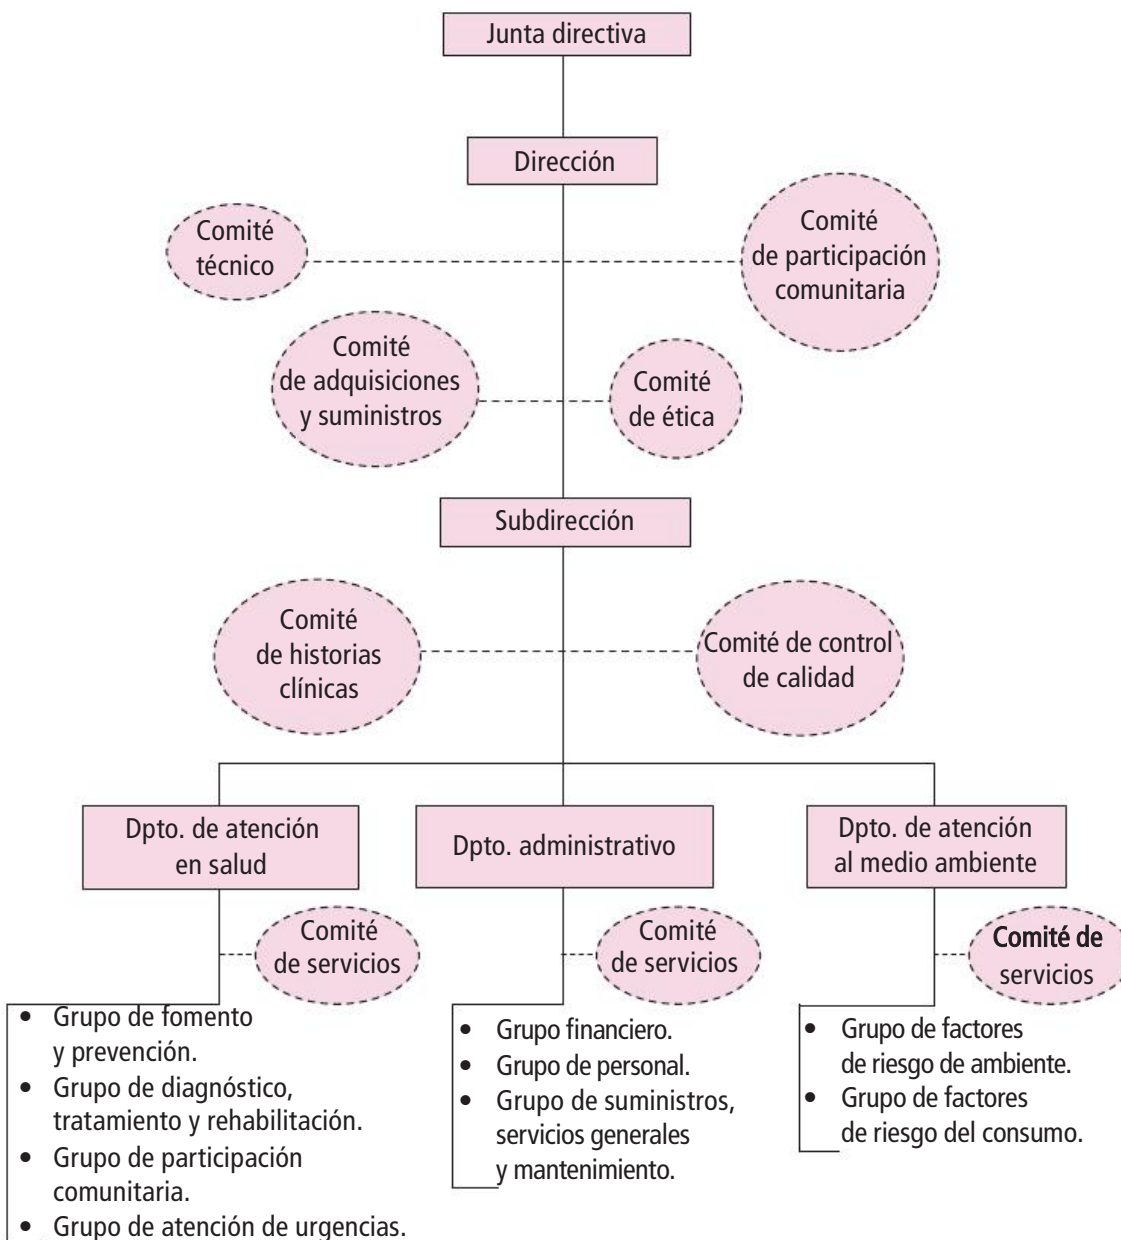 Junta directiva
Dirección
Comité
técnico
Comité
de participación
comunitaria
Comité
de adquisiciones
y suministros
Comité
de ética
Subdirección
Comité
de historias
clínicas
Comité de control
de calidad
Dpto. de atención
en salud
Dpto. administrativo
Dpto. de atención
al medio ambiente
Comité
de servicios
Comité
de servicios
Comité de
servicios
• Grupo de fomento
y prevención.
• Grupo de diagnóstico,
tratamiento y rehabilitación.
• Grupo de participación
comunitaria.
• Grupo de atención de urgencias.
• Grupo financiero.
• Grupo de personal.
• Grupo de suministros,
servicios generales
y mantenimiento.
• Grupo de factores
de riesgo de ambiente.
• Grupo de factores
de riesgo del consumo.